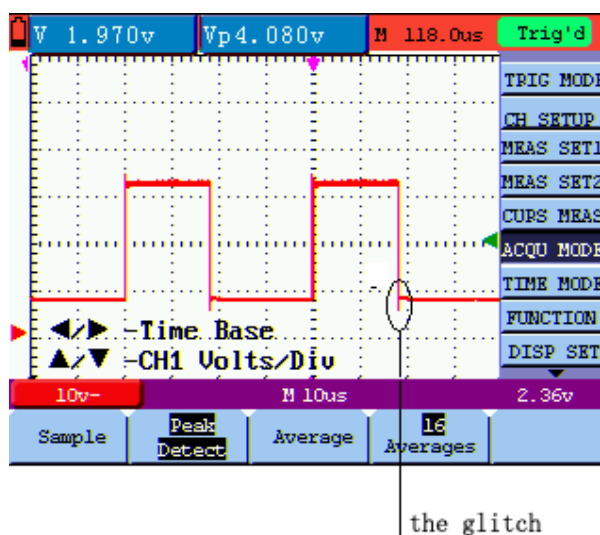 V 1.970v
Vp4.080v
M 118.0us
Trig'd
TRIG MODE
CH SETUP
MEAS SET1
MEAS SET2
CURS MEAS
ACQU MODE
TIME MODE
FUNCTION
DISP SET
◀/▶ -Time Base
▲/▼ -CH1 Volts/Div
10v-
M 10us
2.36v
Sample
Peak
Detect
Average
16
Averages
the glitch